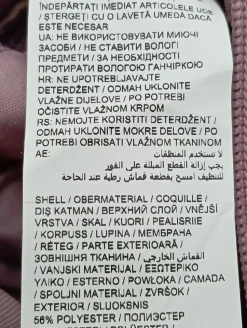 ÎNDEPĂRTAȚI IMEDIAT ARTICOLELE UDE
/ ȘTERGEȚI CU O LAVETĂ UMEDĂ DACĂ
ESTE NECESAR
UA: НЕ ВИКОРИСТОВУВАТИ МИЮЧІ
ЗАСОБИ / НЕ СТАВИТИ ВОЛОГІ
ПРЕДМЕТИ / ЗА НЕОБХІДНОСТІ
ПРОТИРАТИ ВОЛОГОЮ ГАНЧІРКОЮ
HR: NE UPOTREBLJAVAJTE
DETERDŽENT / ODMAH UKLONITE
VLAŽNE DIJELOVE / PO POTREBI
OČISTITE VLAŽNOM KRPOM
RS: NEMOJTE KORISTITI DETERDŽENT /
ODMAH UKLONITE MOKRE DELOVE / PO
POTREBI OBRISATI VLAŽNOM TKANINOM
AE: لا تستخدم المنظفات
يجب إزالة القطع المبللة على الفور
للتنظيف امسح بقطعة قماش رطبة عند الحاجة
SHELL / OBERMATERIAL / COQUILLE /
DIŞ KATMAN / ВЕРХНИЙ СЛОЙ / VNĚJŠÍ
VRSTVA / SKAL / KUORI / PEALISRIIE
/ KORPUSS / LUPINA / МЕМБРАНА
/ RÉTEG / PARTE EXTERIOARĂ /
ЗОВНІШНЯ ТКАНИНА / القماش الخارجي
/ VANJSKI MATERIJAL / ΕΞΩΤΕΡΙΚΟ
ΥΛΙΚΟ / ESTERNO / POWŁOKA / CAMADA
/ SPOLJNI MATERIJAL / ZVRŠOK /
EXTERIOR / SLUOKSNIS
56% POLYESTER / ПОЛИЭСТЕР